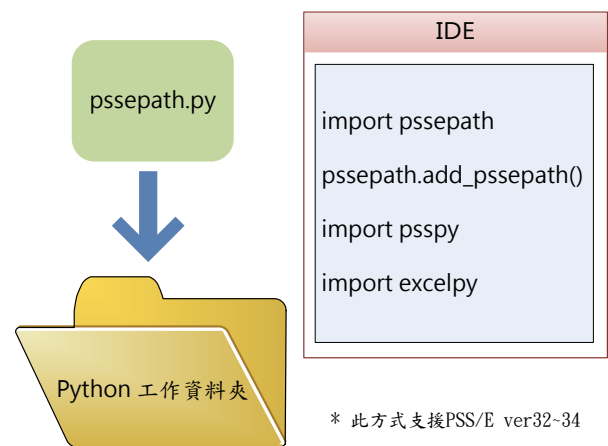 pssepath.py
Python 工作資料夾
IDE
import pssepath
pssepath.add_pssepath()
import psspy
import excelpy
* 此方式支援PSS/E ver32~34